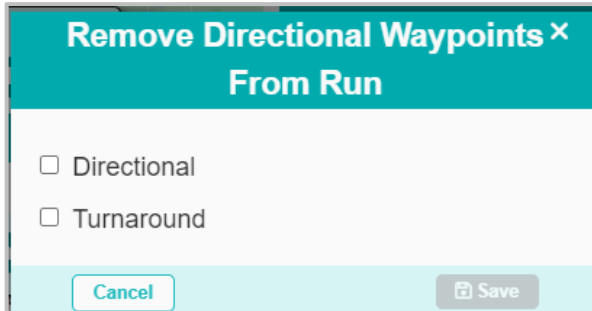 Remove Directional Waypoints ×
From Run
Directional
Turnaround
Cancel
Save